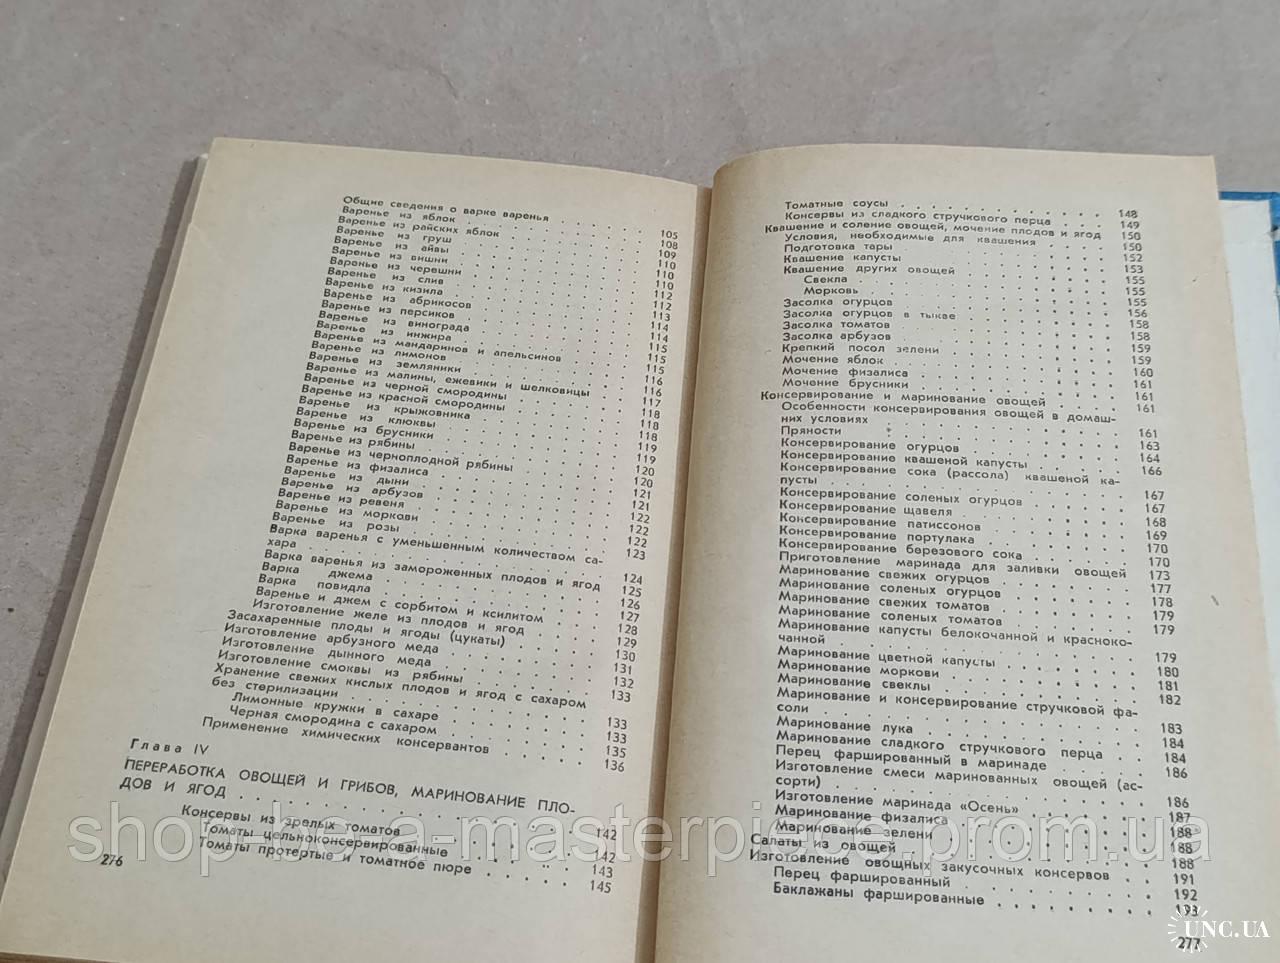 Общие сведения о варке варенья . . . . . . 105
Варенье из яблок . . . . . . 108
Варенье из райских яблок . . . . . . 109
Варенье из груш . . . . . . 110
Варенье из айвы . . . . . . 110
Варенье из вишни . . . . . . 112
Варенье из черешни . . . . . . 112
Варенье из слив . . . . . . 113
Варенье из кизила . . . . . . 114
Варенье из абрикосов . . . . . . 114
Варенье из персиков . . . . . . 115
Варенье из винограда . . . . . . 115
Варенье из инжира . . . . . . 115
Варенье из мандаринов и апельсинов . . . . . . 116
Варенье из лимонов . . . . . . 116
Варенье из земляники . . . . . . 117
Варенье из малины, ежевики и шелковицы . . . 118
Варенье из черной смородины . . . . . . 118
Варенье из красной смородины . . . . . . 118
Варенье из крыжовника . . . . . . 119
Варенье из клюквы . . . . . . 119
Варенье из брусники . . . . . . 120
Варенье из рябины . . . . . . 120
Варенье из черноплодной рябины . . . . . . 121
Варенье из физалиса . . . . . . 121
Варенье из дыни . . . . . . 122
Варенье из арбузов . . . . . . 122
Варенье из ревеня . . . . . . 122
Варенье из моркови . . . . . . 122
Варенье из розы . . . . . . 123
Варка варенья с уменьшенным количеством са-
хара . . . . . . 124
Варка варенья из замороженных плодов и ягод 125
Варка джема . . . . . . 126
Варка повидла . . . . . . 127
Варенье и джем с сорбитом и ксилитом . . . 128
Изготовление желе из плодов и ягод . . . 129
Засахаренные плоды и ягоды (цукаты) . . . 130
Изготовление арбузного меда . . . . . . 131
Изготовление дынного меда . . . . . . 132
Изготовление смоквы из рябины . . . . . . 133
Хранение свежих кислых плодов и ягод с сахаром
без стерилизации . . . . . . 133
Лимонные кружки в сахаре . . . . . . 133
Черная смородина с сахаром . . . . . . 135
Применение химических консервантов . . . . . . 136
Глава IV
ПЕРЕРАБОТКА ОВОЩЕЙ И ГРИБОВ, МАРИНОВАНИЕ ПЛО-
ДОВ И ЯГОД . . . . . . 142
Консервы из зрелых томатов . . . . . . 142
Томаты цельноконсервированные . . . . . . 143
Томаты протертые и томатное пюре . . . . . . 145
276
Томатные соусы . . . . . . 148
Консервы из сладкого стручкового перца . . . 149
Квашение и соление овощей, мочение плодов и ягод 150
Условия, необходимые для квашения . . . . . . 150
Подготовка тары . . . . . . 152
Квашение капусты . . . . . . 153
Квашение других овощей . . . . . . 155
Свекла . . . . . . 155
Морковь . . . . . . 155
Засолка огурцов . . . . . . 156
Засолка огурцов в тыкве . . . . . . 158
Засолка томатов . . . . . . 158
Засолка арбузов . . . . . . 159
Крепкий посол зелени . . . . . . 159
Мочение яблок . . . . . . 160
Мочение физалиса . . . . . . 161
Мочение брусники . . . . . . 161
Консервирование и маринование овощей . . . 161
Особенности консервирования овощей в домаш-
них условиях . . . . . . 161
Пряности . . . . . . 163
Консервирование огурцов . . . . . . 164
Консервирование квашеной капусты . . . . . . 166
Консервирование сока (рассола) квашеной ка-
пусты . . . . . . 167
Консервирование соленых огурцов . . . . . . 167
Консервирование щавеля . . . . . . 168
Консервирование патиссонов . . . . . . 169
Консервирование портулака . . . . . . 170
Консервирование березового сока . . . . . . 170
Приготовление маринада для заливки овощей 173
Маринование свежих огурцов . . . . . . 177
Маринование соленых огурцов . . . . . . 178
Маринование свежих томатов . . . . . . 179
Маринование соленых томатов . . . . . . 179
Маринование капусты белокочанной и красноко-
чанной . . . . . . 179
Маринование цветной капусты . . . . . . 180
Маринование моркови . . . . . . 181
Маринование свеклы . . . . . . 182
Маринование и консервирование стручковой фа-
соли . . . . . . 183
Маринование лука . . . . . . 184
Маринование сладкого стручкового перца . . . 184
Перец фаршированный в маринаде . . . . . . 186
Изготовление смеси маринованных овощей (ас-
сорти) . . . . . . 186
Изготовление маринада «Осень» . . . . . . 187
Маринование физалиса . . . . . . 188
Маринование зелени . . . . . . 188
Салаты из овощей . . . . . . 188
Изготовление овощных закусочных консервов . . 191
Перец фаршированный . . . . . . 192
Баклажаны фаршированные . . . . . . 193
277
shop-be-a-masterpiece.prom.ua
UNC.UA